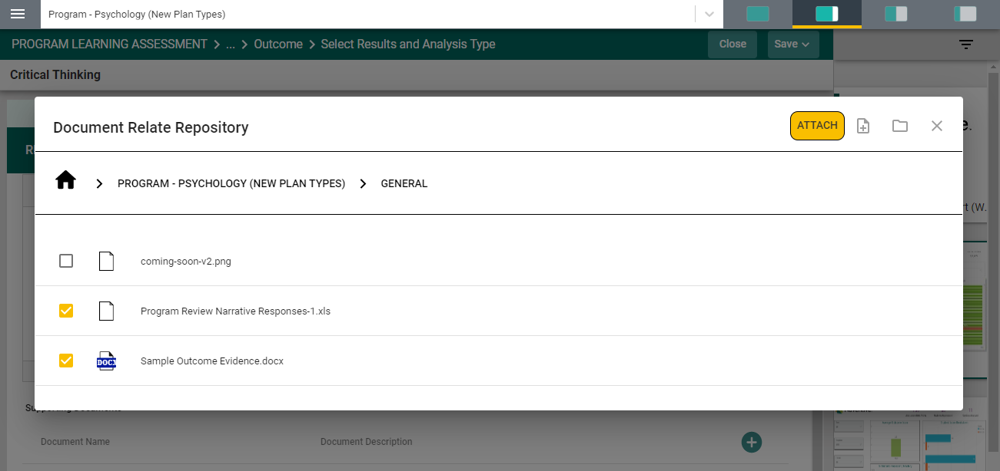 Program - Psychology (New Plan Types)
PROGRAM LEARNING ASSESSMENT > ... > Outcome > Select Results and Analysis Type
Close
Save
Critical Thinking
Document Relate Repository
ATTACH
PROGRAM - PSYCHOLOGY (NEW PLAN TYPES) > GENERAL
coming-soon-v2.png
Program Review Narrative Responses-1.xls
DOCX
Sample Outcome Evidence.docx
Supporting Documents
Document Name
Document Description